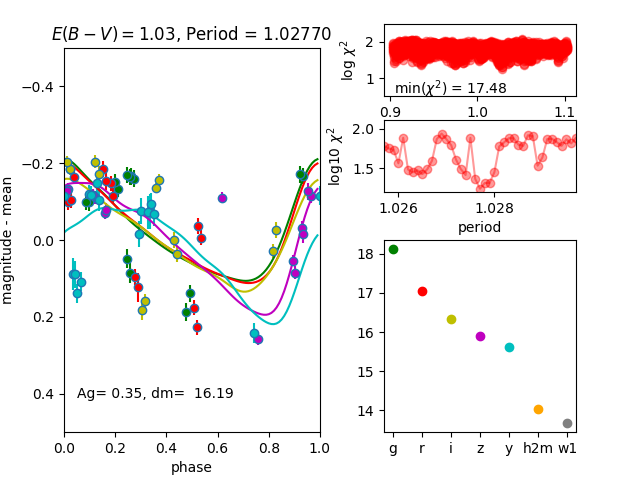 E(B − V) = 1.03, Period = 1.02770
−0.4
−0.2
0.0
0.2
0.4
magnitude - mean
Ag= 0.35, dm=  16.19
0.0 0.2 0.4 0.6 0.8 1.0
phase
log χ²
2
1
min(χ²) = 17.48
0.9 1.0 1.1
log10 χ²
2.0
1.5
1.026 1.028
period
18
17
16
15
14
g r i z y h2m w1